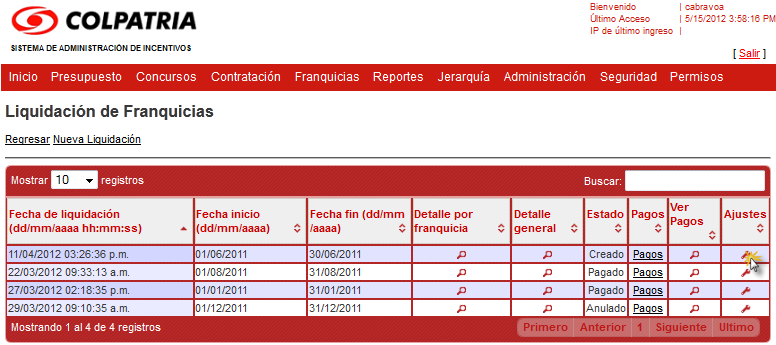 COLPATRIA
SISTEMA DE ADMINISTRACIÓN DE INCENTIVOS
Bienvenido | cabravoa
Último Acceso | 5/15/2012 3:58:16 PM
IP de último ingreso |
[ Salir ]
Inicio Presupuesto Concursos Contratación Franquicias Reportes Jerarquía Administración Seguridad Permisos
Liquidación de Franquicias
Regresar Nueva Liquidación
Mostrar 10 registros Buscar:
Fecha de liquidación (dd/mm/aaaa hh:mm:ss) Fecha inicio (dd/mm/aaaa) Fecha fin (dd/mm/aaaa) Detalle por franquicia Detalle general Estado Pagos Ver Pagos Ajustes
11/04/2012 03:26:36 p.m. 01/06/2011 30/06/2011 Creado Pagos
22/03/2012 09:33:13 a.m. 01/08/2011 31/08/2011 Pagado Pagos
27/03/2012 02:18:35 p.m. 01/01/2011 31/01/2011 Pagado Pagos
29/03/2012 09:10:35 a.m. 01/12/2011 31/12/2011 Anulado Pagos
Mostrando 1 al 4 de 4 registros Primero Anterior 1 Siguiente Ultimo